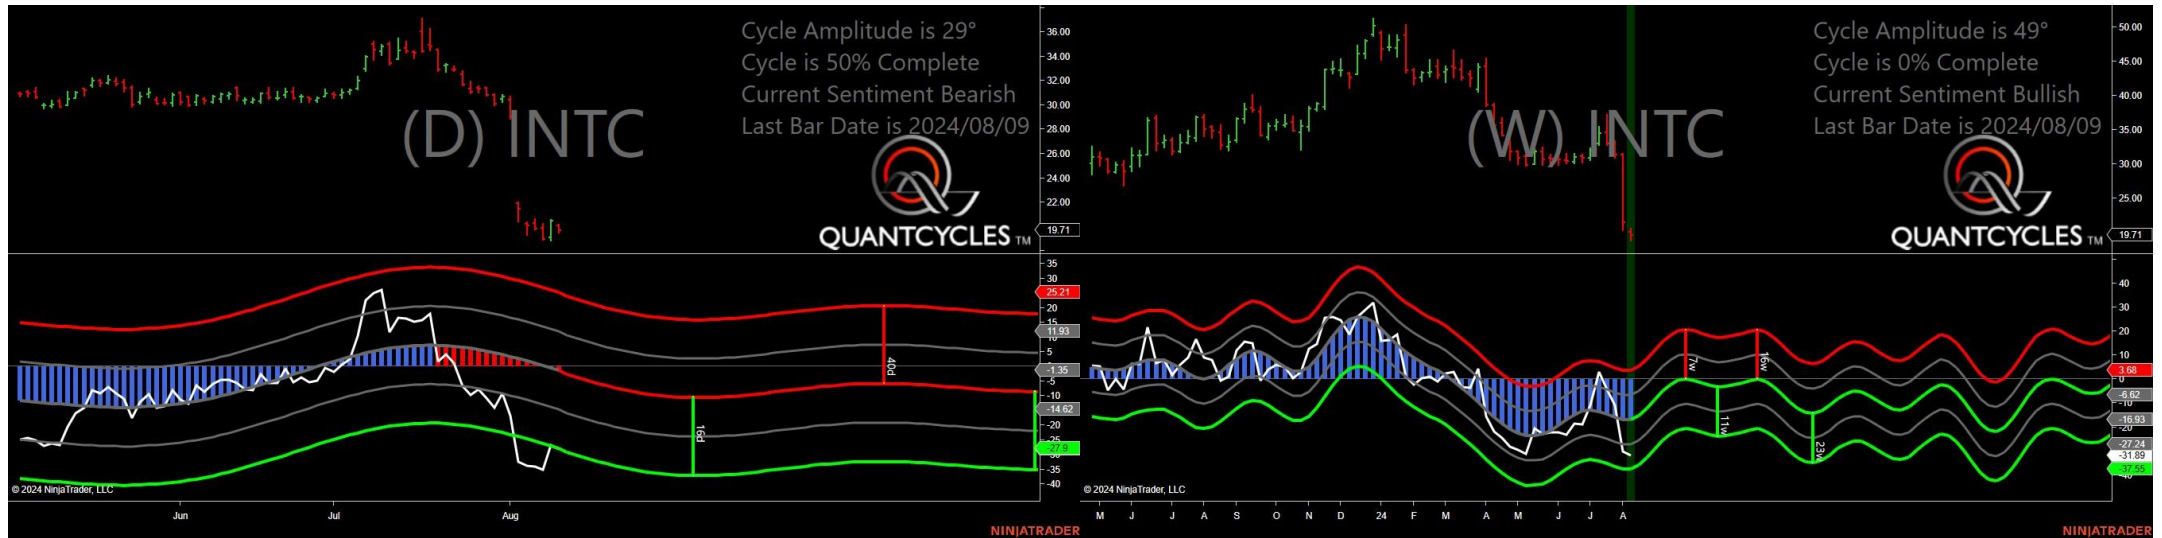 Cycle Amplitude is 29°
Cycle is 50% Complete
Current Sentiment Bearish
Last Bar Date is 2024/08/09
(D) INTC
QUANTCYCLES TM
36.00
34.00
32.00
30.00
28.00
26.00
24.00
22.00
19.71
35
30
25.21
20
15
11.93
5
-1.35
-5
-10
-14.62
-20
-27.9
-35
-40
40d
16d
© 2024 NinjaTrader, LLC
Jun Jul Aug
NINJATRADER
Cycle Amplitude is 49°
Cycle is 0% Complete
Current Sentiment Bullish
Last Bar Date is 2024/08/09
(W) INTC
QUANTCYCLES TM
50.00
45.00
40.00
35.00
30.00
25.00
19.71
40
30
20
10
3.68
0
-6.62
-16.93
-27.24
-31.89
-37.55
7w
16w
11w
23w
© 2024 NinjaTrader, LLC
M J J A S O N D 24 F M A M J J A
NINJATRADER